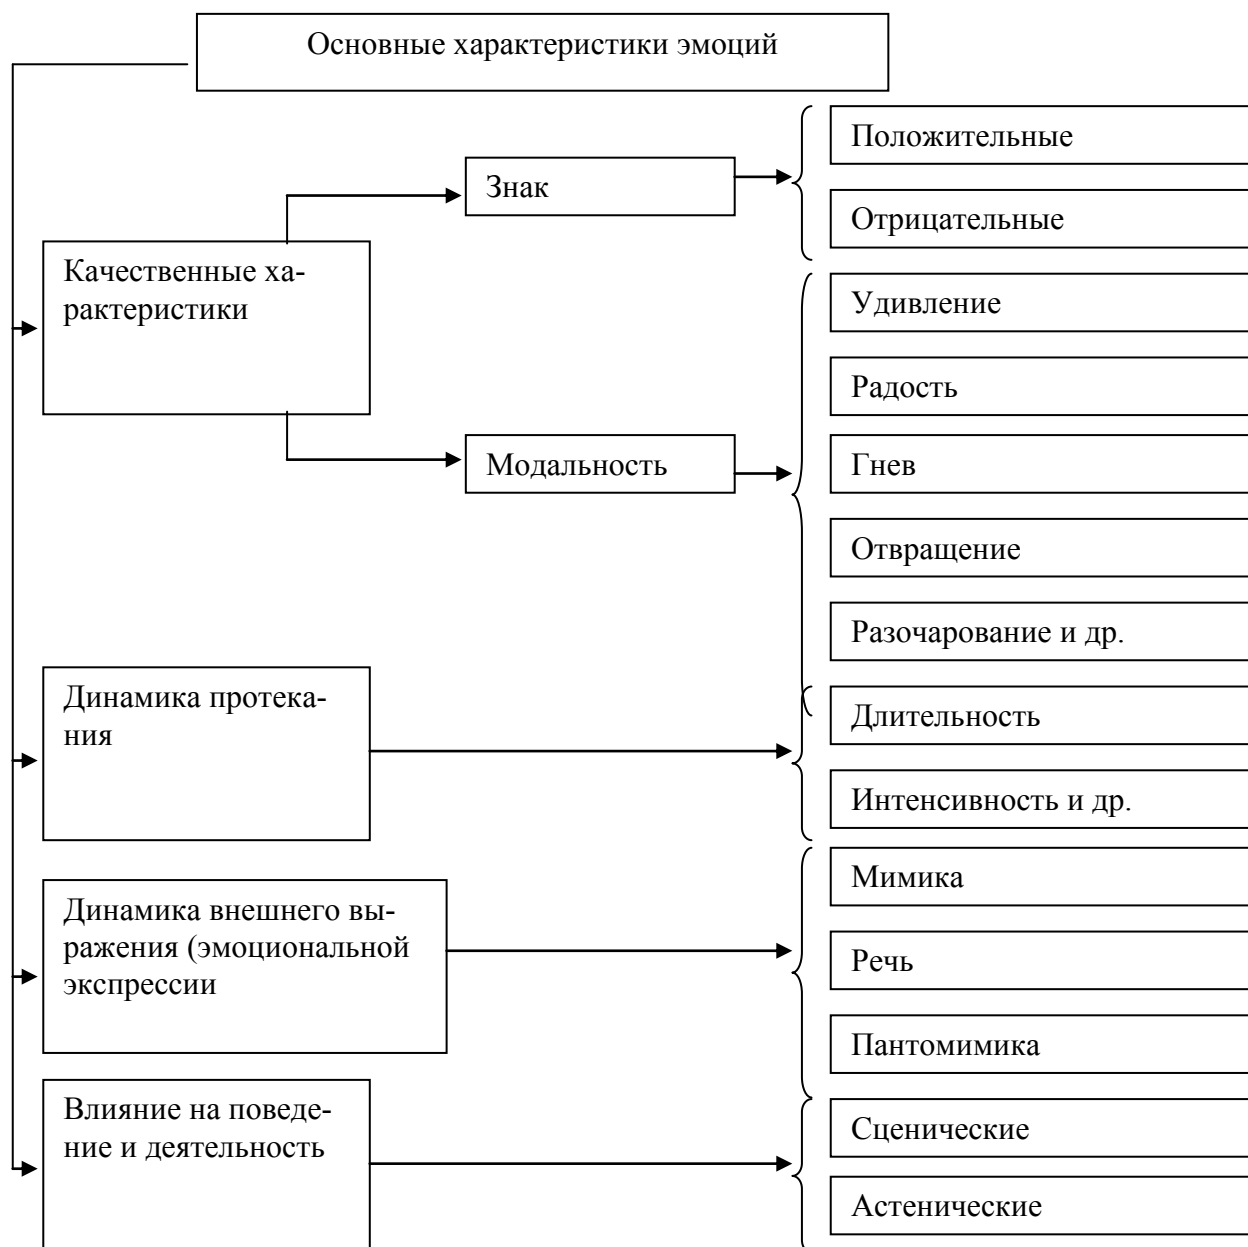 Основные характеристики эмоций
Положительные
Знак
Отрицательные
Качественные ха-
рактеристики
Удивление
Радость
Модальность
Гнев
Отвращение
Разочарование и др.
Динамика протека-
ния
Длительность
Интенсивность и др.
Динамика внешнего вы-
ражения (эмоциональной
экспрессии
Мимика
Речь
Пантомимика
Влияние на поведе-
ние и деятельность
Сценические
Астенические